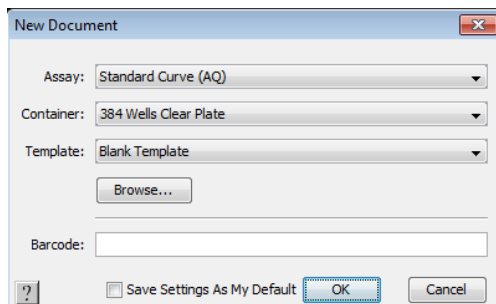 New Document
Assay: Standard Curve (AQ)
Container: 384 Wells Clear Plate
Template: Blank Template
Browse...
Barcode:
? Save Settings As My Default OK Cancel